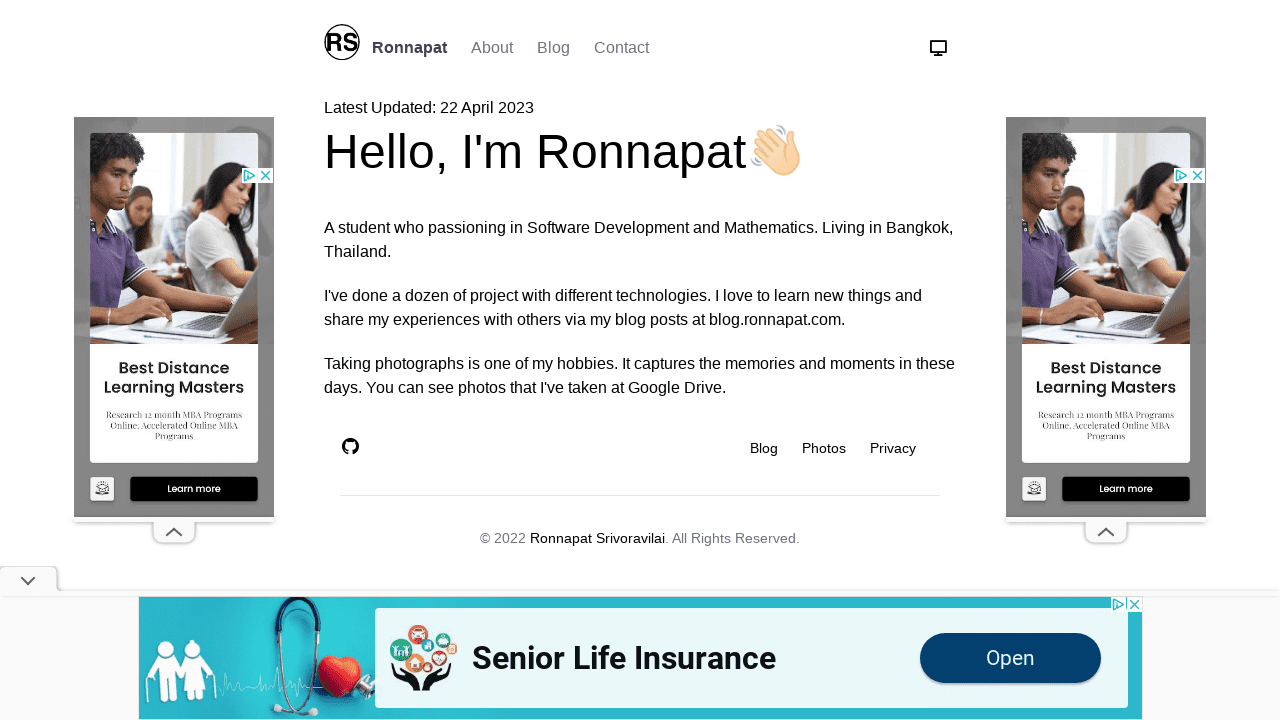 RS
Ronnapat
About
Blog
Contact
Latest Updated: 22 April 2023
Hello, I'm Ronnapat👋🏻
A student who passioning in Software Development and Mathematics. Living in Bangkok,
Thailand.
I've done a dozen of project with different technologies. I love to learn new things and
share my experiences with others via my blog posts at blog.ronnapat.com.
Taking photographs is one of my hobbies. It captures the memories and moments in these
days. You can see photos that I've taken at Google Drive.
Blog
Photos
Privacy
© 2022 Ronnapat Srivoravilai. All Rights Reserved.
Best Distance
Learning Masters
Research 12 month MBA Programs
Online. Accelerated Online MBA
Programs
Learn more
Best Distance
Learning Masters
Research 12 month MBA Programs
Online. Accelerated Online MBA
Programs
Learn more
Senior Life Insurance
Open